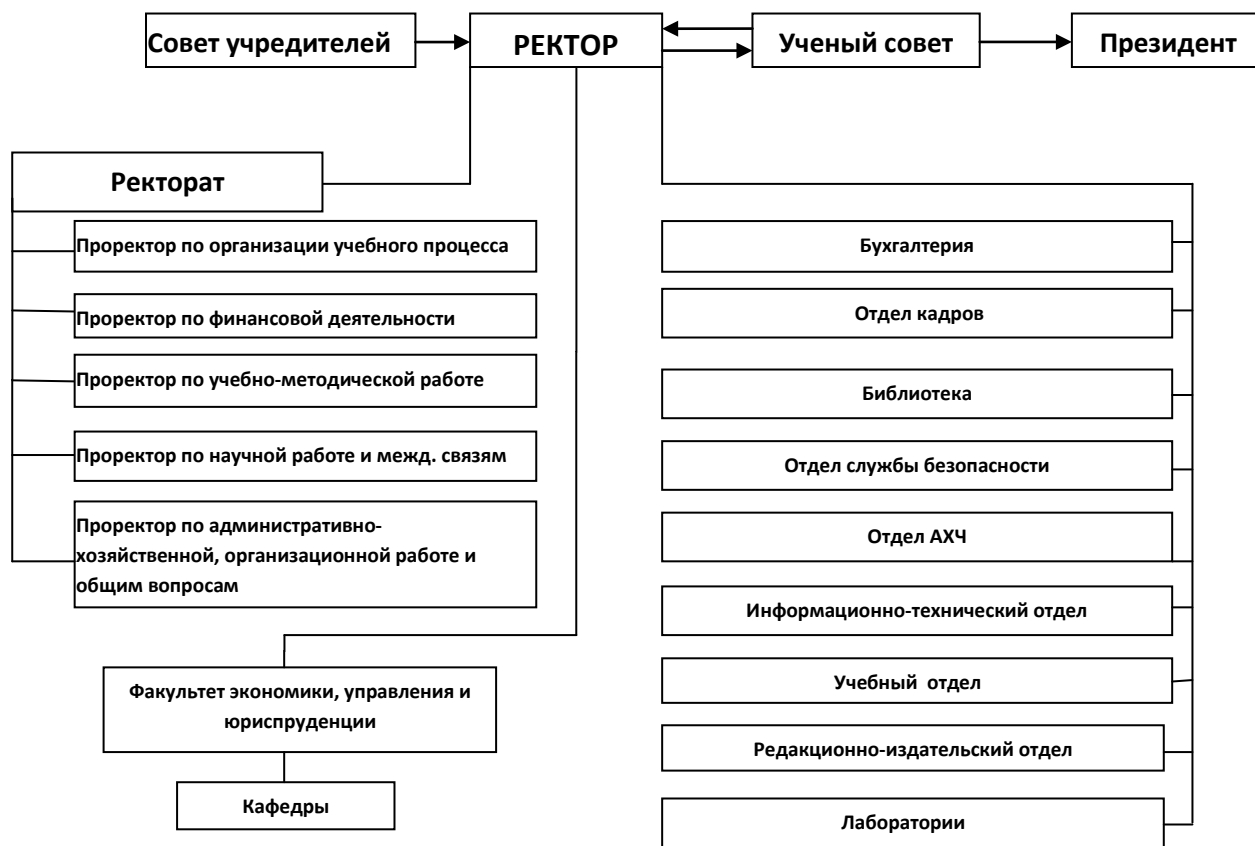 Совет учредителей
РЕКТОР
Ученый совет
Президент
Ректорат
Проректор по организации учебного процесса
Проректор по финансовой деятельности
Проректор по учебно-методической работе
Проректор по научной работе и межд. связям
Проректор по административно-
хозяйственной, организационной работе и
общим вопросам
Факультет экономики, управления и
юриспруденции
Кафедры
Бухгалтерия
Отдел кадров
Библиотека
Отдел службы безопасности
Отдел АХЧ
Информационно-технический отдел
Учебный отдел
Редакционно-издательский отдел
Лаборатории